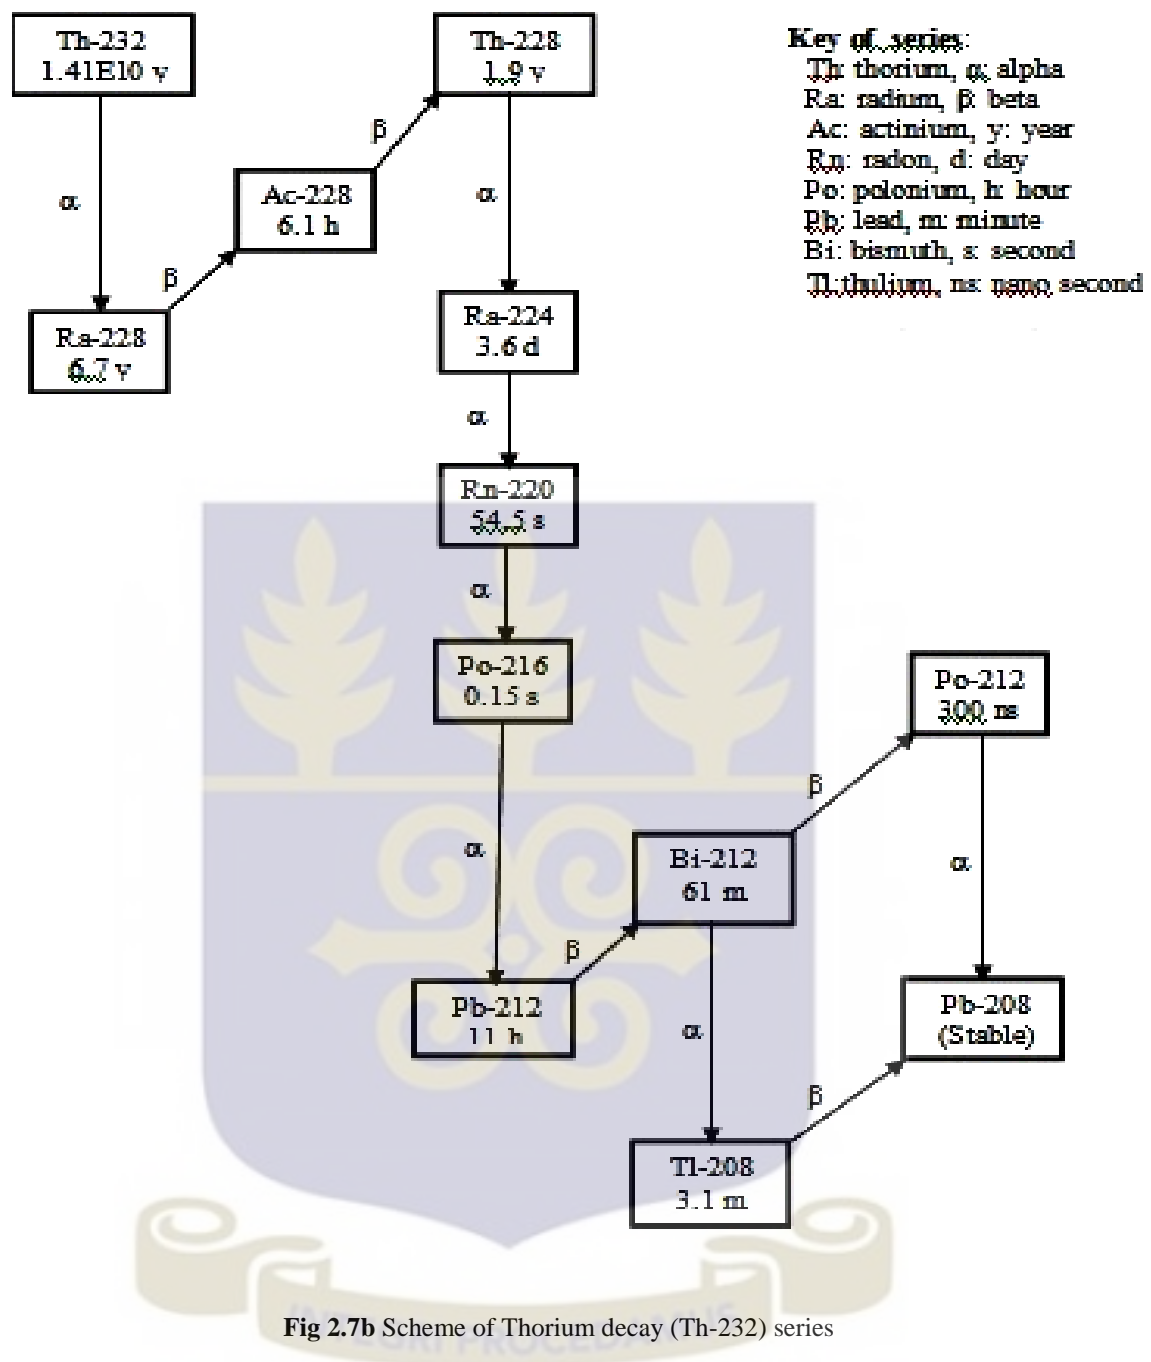 Th-232
1.41E10 y
Th-228
1.9 y
Key of series:
Th: thorium, α: alpha
Ra: radium, β: beta
Ac: actinium, y: year
Rn: radon, d: day
Po: polonium, h: hour
Pb: lead, m: minute
Bi: bismuth, s: second
Tl:thulium, ns: nano second
β
α
Ac-228
6.1 h
α
β
Ra-228
6.7 y
Ra-224
3.6 d
α
Rn-220
54.5 s
α
Po-216
0.15 s
Po-212
300 ns
β
α
Bi-212
61 m
α
β
Pb-212
11 h
α
Pb-208
(Stable)
β
Tl-208
3.1 m
INTEGRI PROCEDAMUS
Fig 2.7b Scheme of Thorium decay (Th-232) series